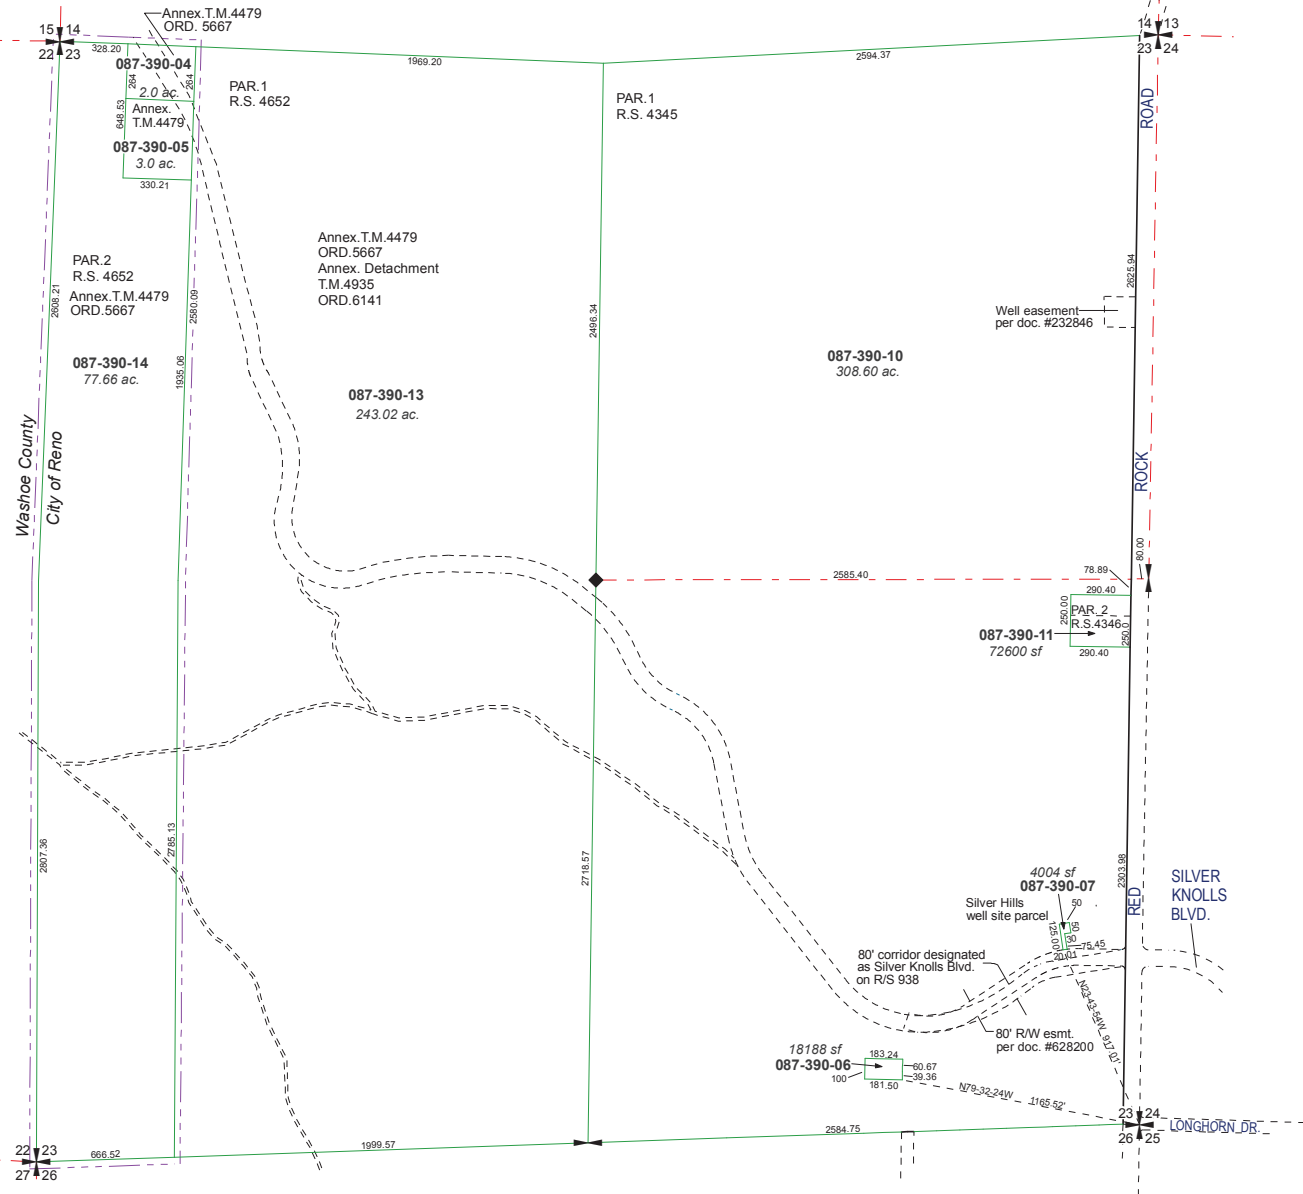 Annex.T.M.4479
ORD. 5667
15 14
22 23
14 13
23 24
328.20
1969.20
2594.37
087-390-04
264
264
2.0 ac.
Annex.
T.M.4479
648.53
087-390-05
3.0 ac.
330.21
PAR.1
R.S. 4652
PAR.1
R.S. 4345
ROAD
Annex.T.M.4479
ORD.5667
Annex. Detachment
T.M.4935
ORD.6141
PAR.2
R.S. 4652
Annex.T.M.4479
ORD.5667
2608.21
2580.09
2496.34
2625.94
Well easement
per doc. #232846
087-390-14
77.66 ac.
1935.06
087-390-13
243.02 ac.
087-390-10
308.60 ac.
Washoe County
City of Reno
ROCK
80.00
2585.40
78.89
290.40
250.00
PAR. 2
R.S.4346
250.0
087-390-11
72600 sf
290.40
2807.36
2785.13
2718.57
2303.98
4004 sf
087-390-07
Silver Hills
well site parcel
50
50
125.00
30
75.45
20.01
RED
SILVER
KNOLLS
BLVD.
80' corridor designated
as Silver Knolls Blvd.
on R/S 938
N23-43-54W
917.01'
80' R/W esmt.
per doc. #628200
18188 sf
087-390-06
183.24
60.67
39.36
100
181.50
N79-32-24W
1165.52'
23 24
26 25
LONGHORN DR.
22 23
27 26
666.52
1999.57
2584.75